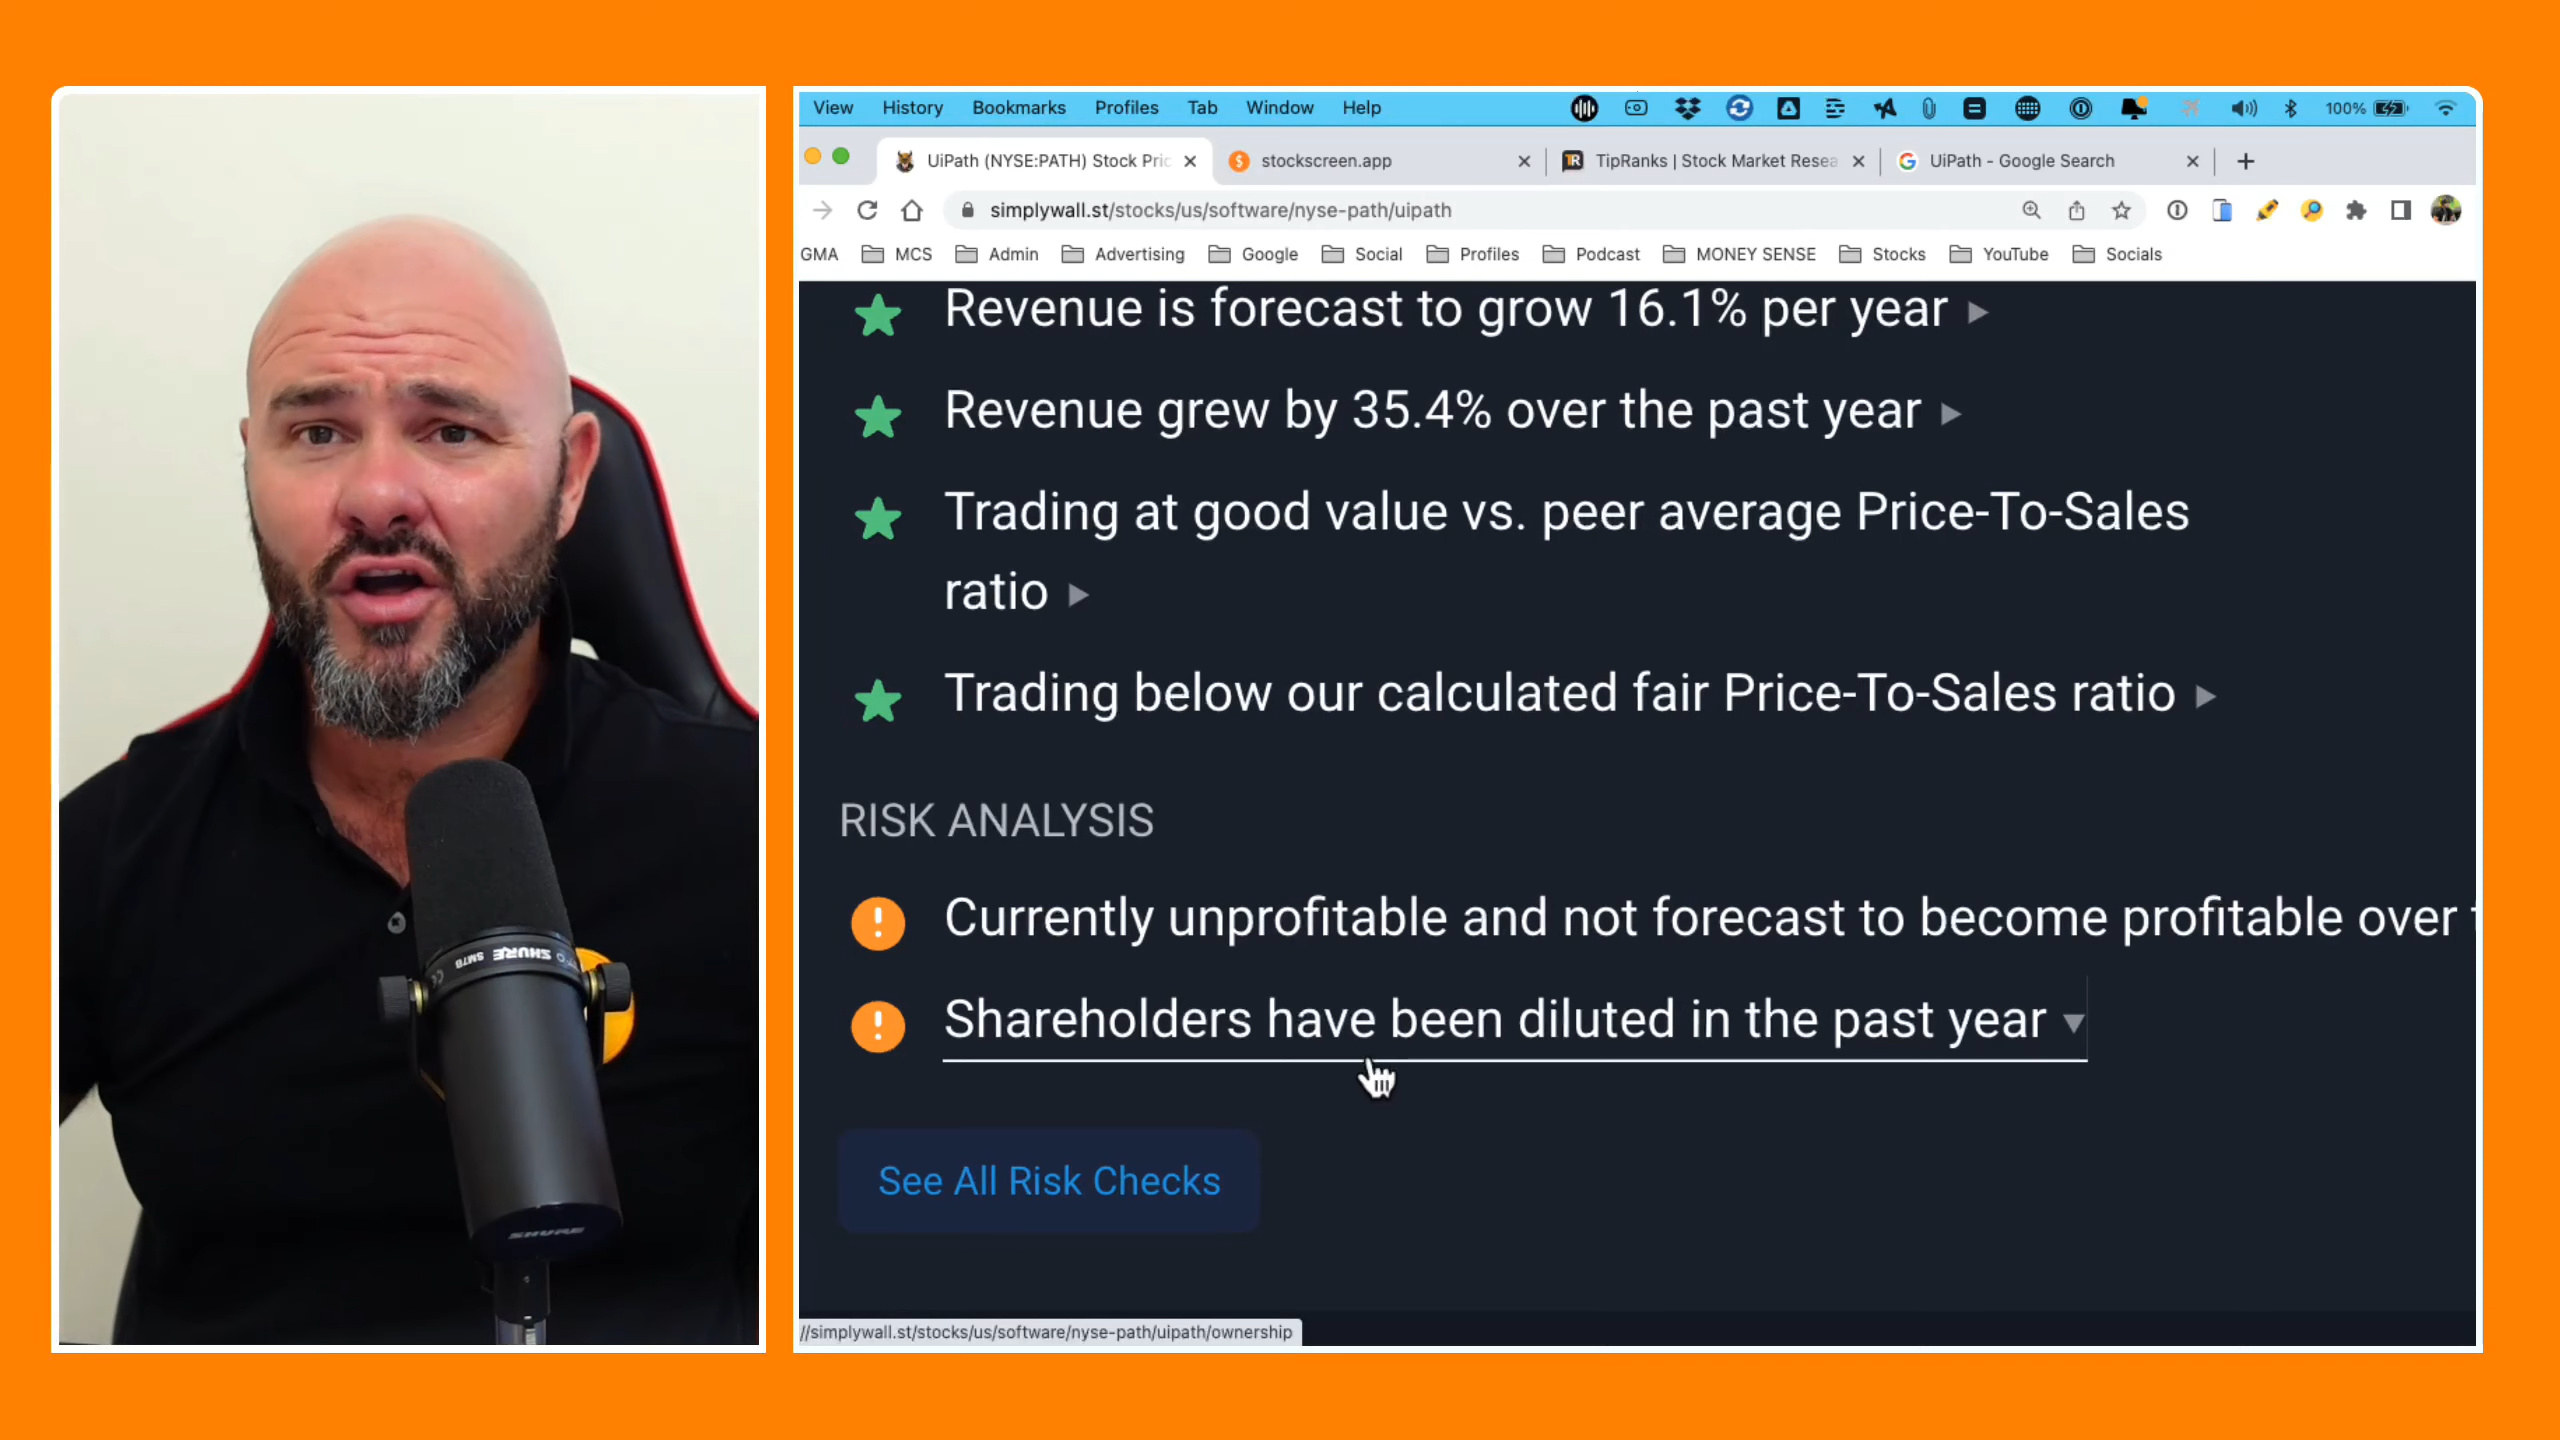 View History Bookmarks Profiles Tab Window Help 100%
UiPath (NYSE:PATH) Stock Pric stockscreen.app TipRanks | Stock Market Resea UiPath - Google Search
simplywall.st/stocks/us/software/nyse-path/uipath
GMA MCS Admin Advertising Google Social Profiles Podcast MONEY SENSE Stocks YouTube Socials
Revenue is forecast to grow 16.1% per year
Revenue grew by 35.4% over the past year
Trading at good value vs. peer average Price-To-Sales
ratio
Trading below our calculated fair Price-To-Sales ratio
RISK ANALYSIS
Currently unprofitable and not forecast to become profitable over
Shareholders have been diluted in the past year
See All Risk Checks
//simplywall.st/stocks/us/software/nyse-path/uipath/ownership
SHURE SM7B
SHURE